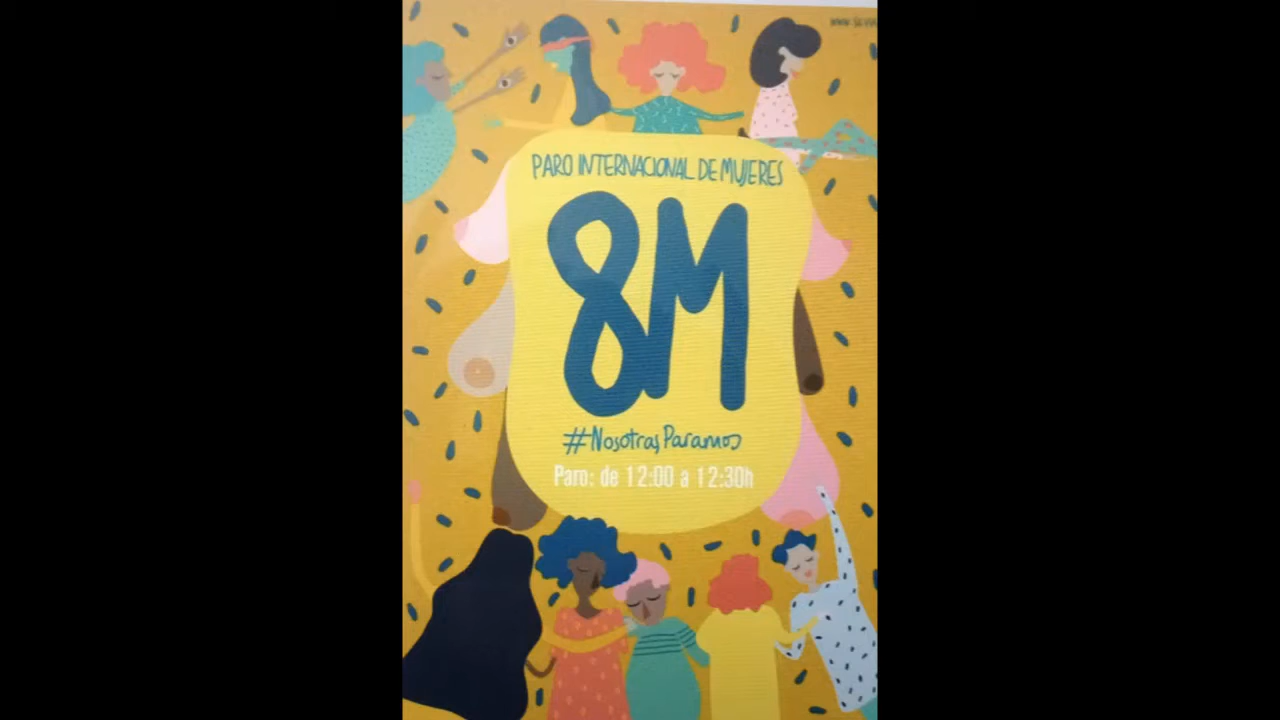 PARO INTERNACIONAL DE MUJERES
8M
#NosotrasParamos
Paro: de 12:00 a 12:30h